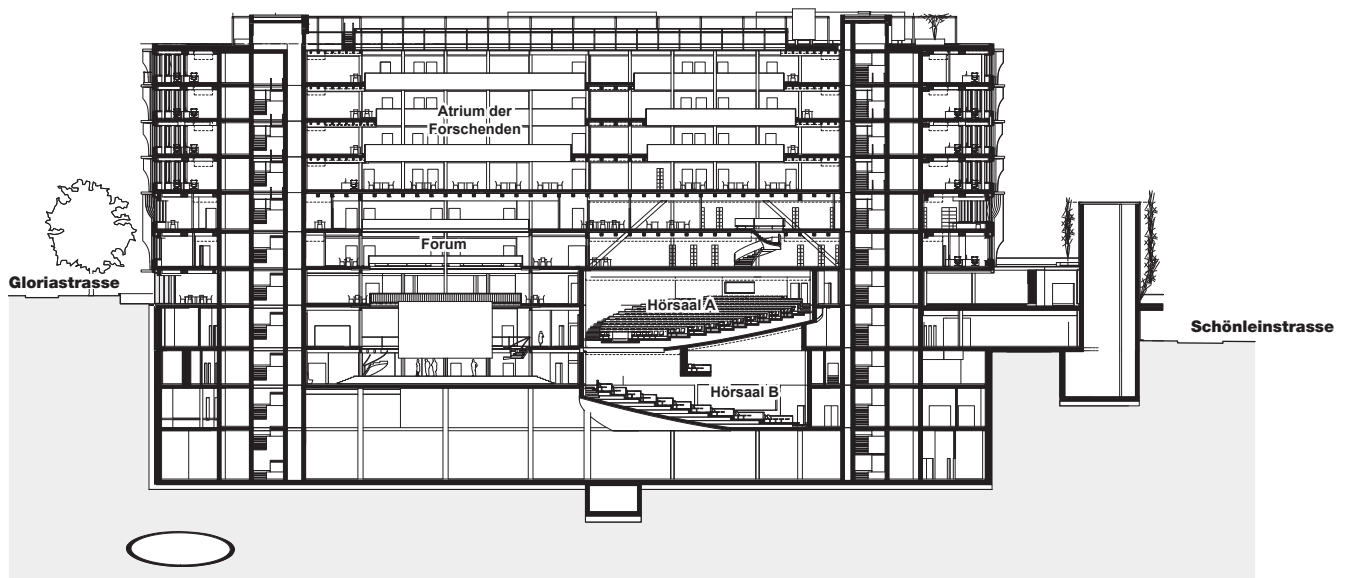 Atrium der
Forschenden
Forum
Gloriastrasse
Hörsaal A
Schönleinstrasse
Hörsaal B